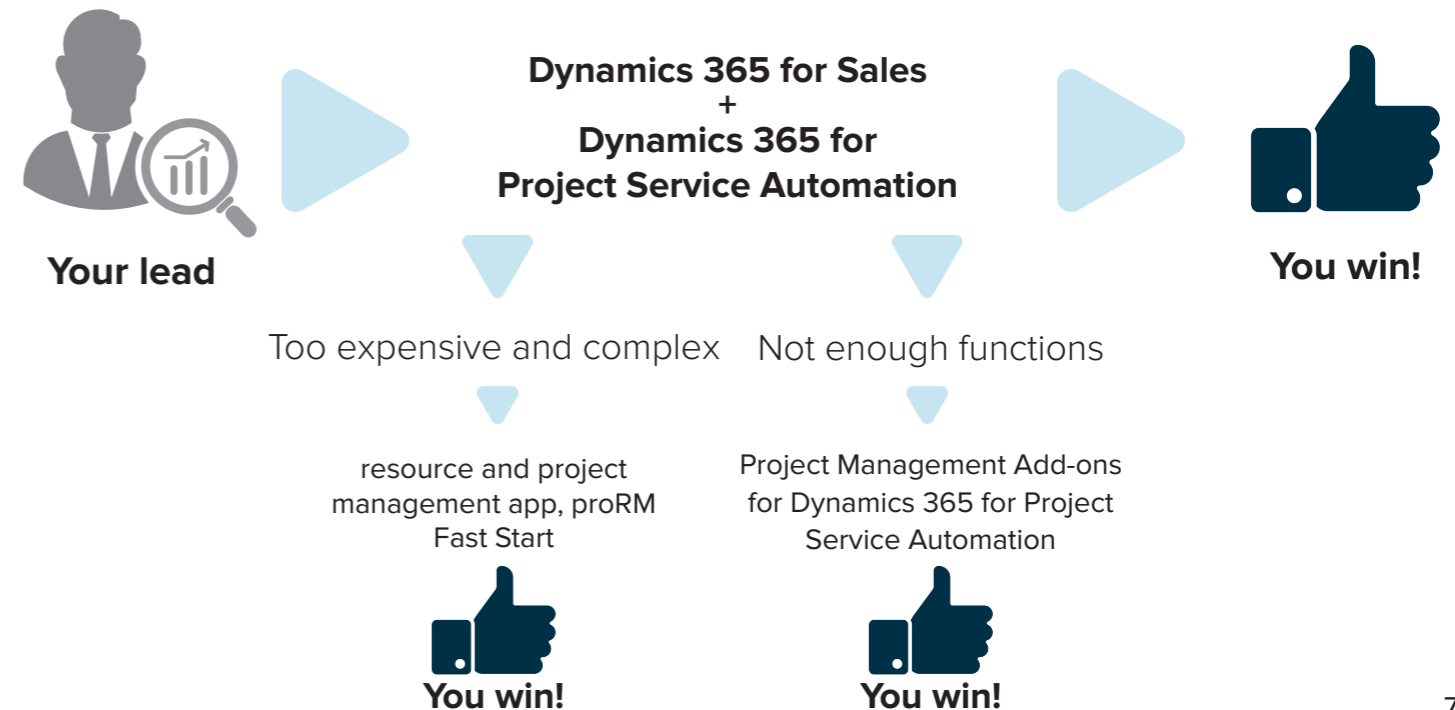 Dynamics 365 for Sales
+
Dynamics 365 for
Project Service Automation
Your lead
You win!
Too expensive and complex
Not enough functions
resource and project
management app, proRM
Fast Start
Project Management Add-ons
for Dynamics 365 for Project
Service Automation
You win!
You win!
7